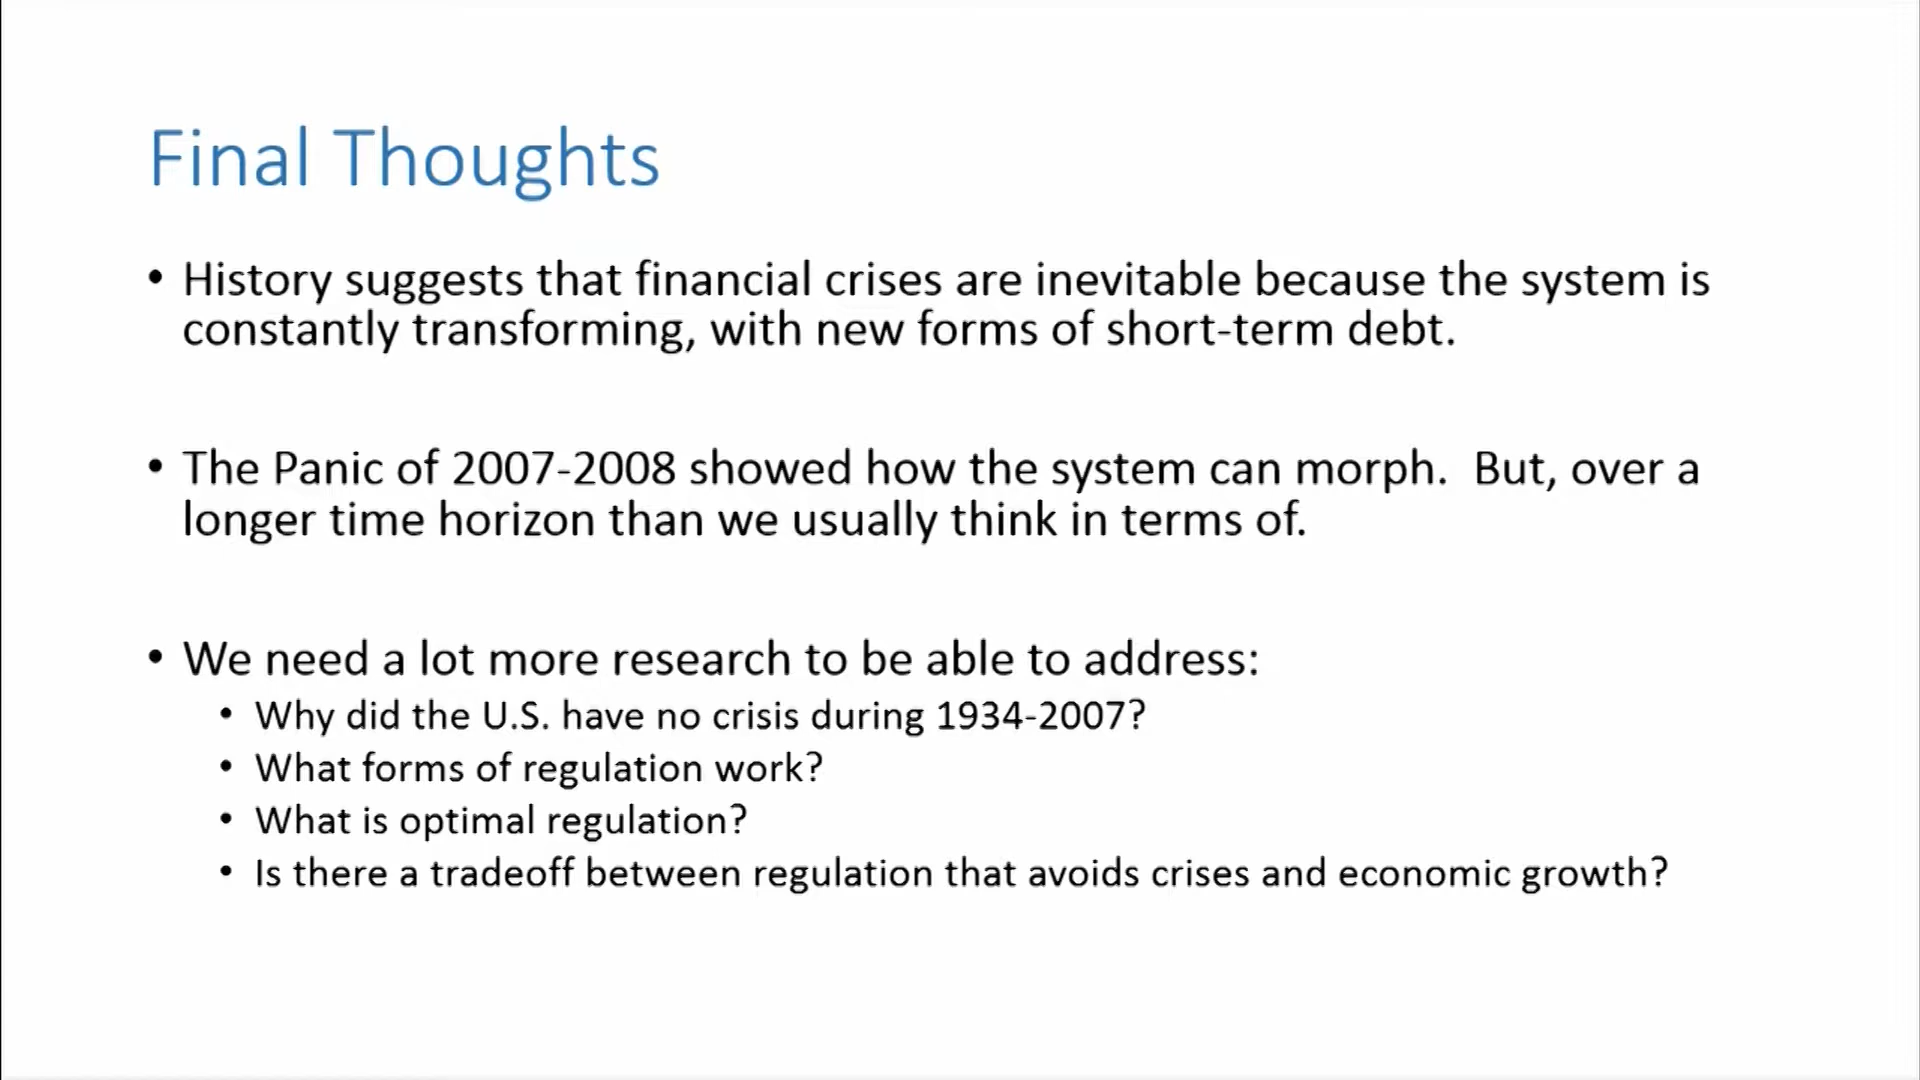 Final Thoughts
• History suggests that financial crises are inevitable because the system is
constantly transforming, with new forms of short-term debt.
• The Panic of 2007-2008 showed how the system can morph.  But, over a
longer time horizon than we usually think in terms of.
• We need a lot more research to be able to address:
• Why did the U.S. have no crisis during 1934-2007?
• What forms of regulation work?
• What is optimal regulation?
• Is there a tradeoff between regulation that avoids crises and economic growth?